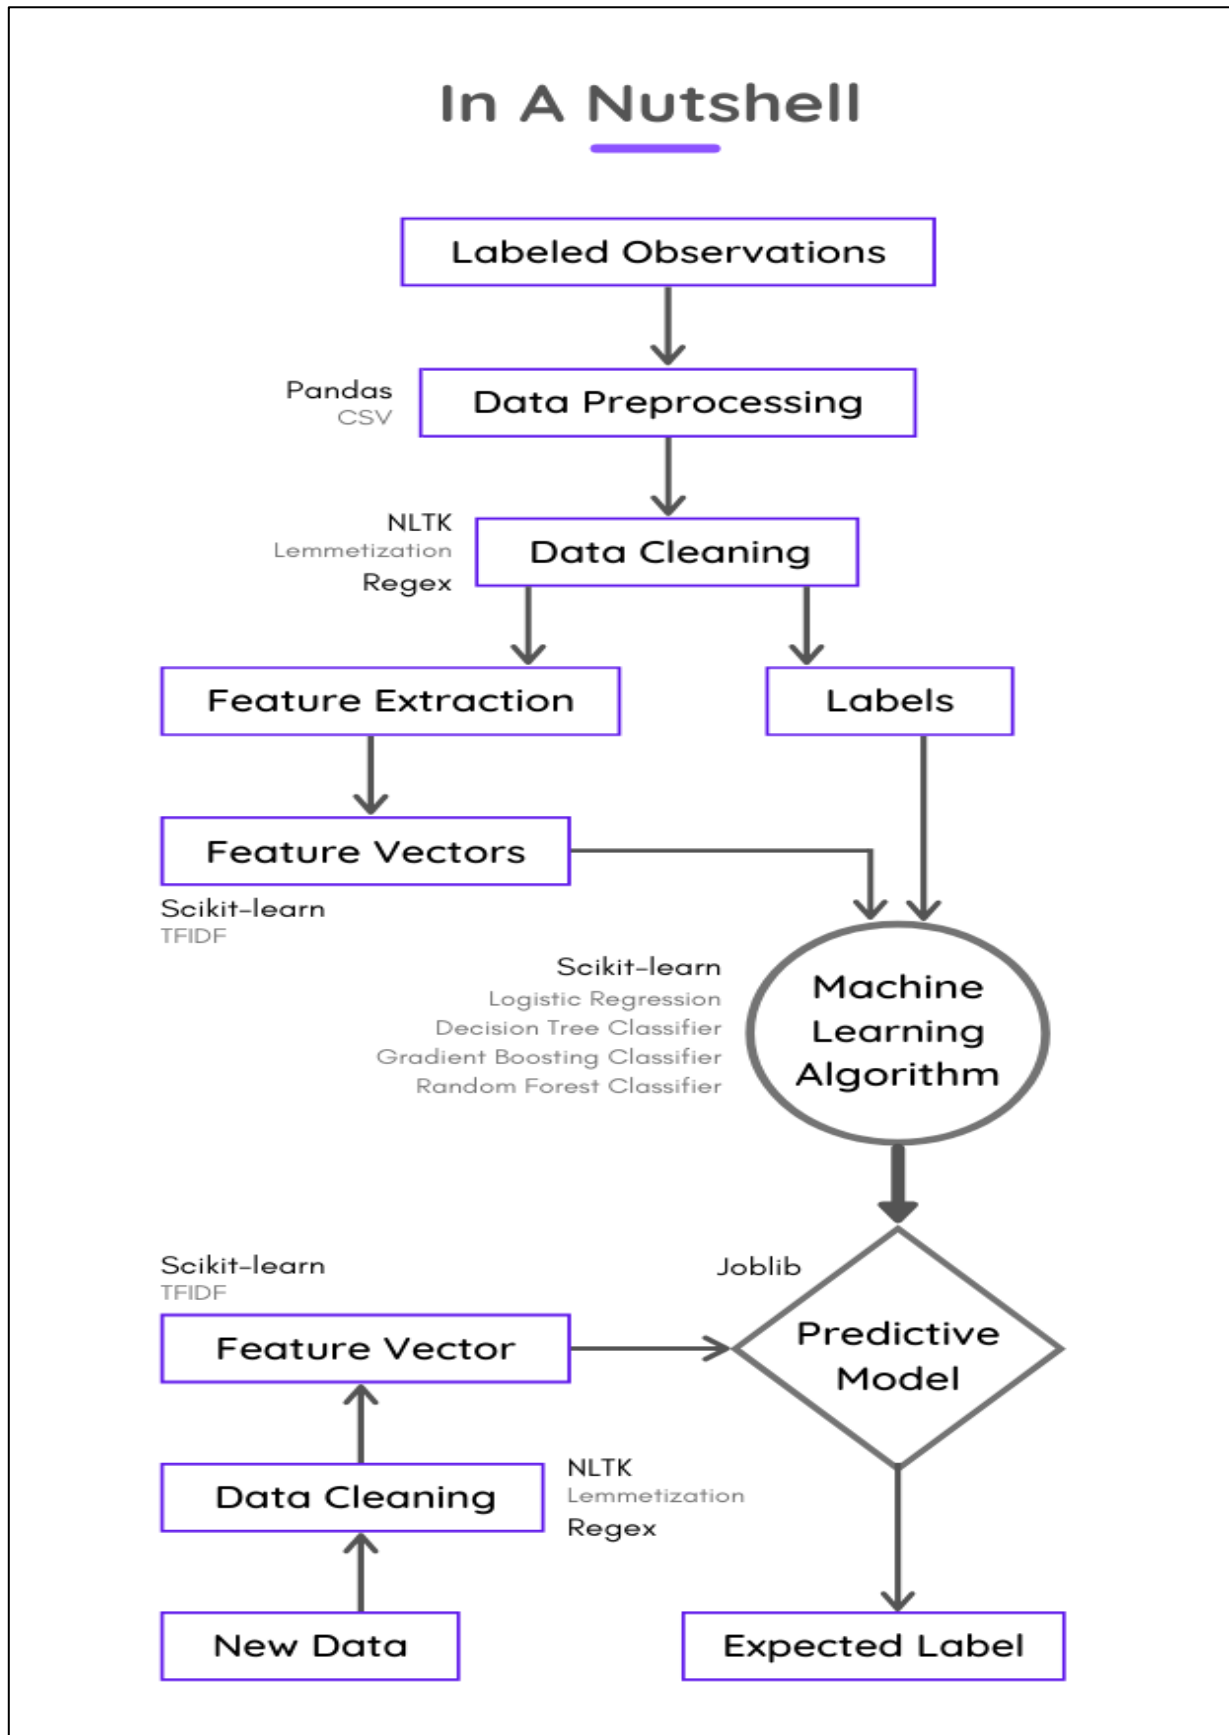 In A Nutshell
Labeled Observations
Pandas
CSV
Data Preprocessing
NLTK
Lemmetization
Regex
Data Cleaning
Feature Extraction
Labels
Feature Vectors
Scikit-learn
TFIDF
Scikit-learn
Logistic Regression
Decision Tree Classifier
Gradient Boosting Classifier
Random Forest Classifier
Machine
Learning
Algorithm
Scikit-learn
TFIDF
Feature Vector
Joblib
Predictive
Model
Data Cleaning
NLTK
Lemmetization
Regex
New Data
Expected Label